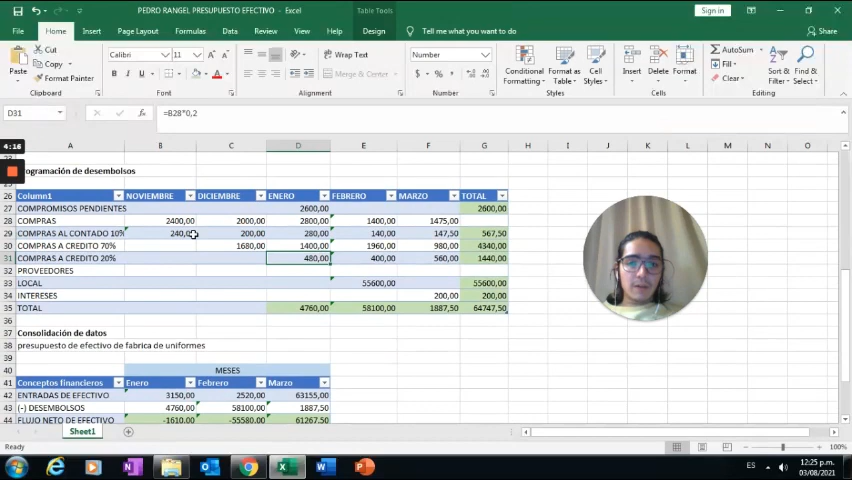 PEDRO RANGEL PRESUPUESTO EFECTIVO - Excel
Table Tools
Sign in
File Home Insert Page Layout Formulas Data Review View Help Design Tell me what you want to do Share
Paste Cut Copy Format Painter
Clipboard
Calibri 11
B I U
Font
Wrap Text
Merge & Center
Alignment
Number
$ % ,
Number
Conditional Formatting Format as Table Cell Styles
Styles
Insert Delete Format
Cells
AutoSum Fill Clear Sort & Filter Find & Select
Editing
D31 fx =B28*0,2
4:16
A B C D E F G H I J K L M N O
rogramación de desembolsos
26 Column1 NOVIEMBRE DICIEMBRE ENERO FEBRERO MARZO TOTAL
27 COMPROMISOS PENDIENTES 2600,00 2600,00
28 COMPRAS 2400,00 2000,00 2800,00 1400,00 1475,00
29 COMPRAS AL CONTADO 10% 240,00 200,00 280,00 140,00 147,50 567,50
30 COMPRAS A CREDITO 70% 1680,00 1400,00 1960,00 980,00 4340,00
31 COMPRAS A CREDITO 20% 480,00 400,00 560,00 1440,00
32 PROVEEDORES
33 LOCAL 55600,00 55600,00
34 INTERESES 200,00 200,00
35 TOTAL 4760,00 58100,00 1887,50 64747,50
36
37 Consolidación de datos
38 presupuesto de efectivo de fabrica de uniformes
39
40 MESES
41 Conceptos financieros Enero Febrero Marzo
42 ENTRADAS DE EFECTIVO 3150,00 2520,00 63155,00
43 (-) DESEMBOLSOS 4760,00 58100,00 1887,50
44 FLUJO NETO DE EFECTIVO -1610,00 -55580,00 61267,50
Sheet1
Ready
100%
ES
12:25 p.m.
03/08/2021